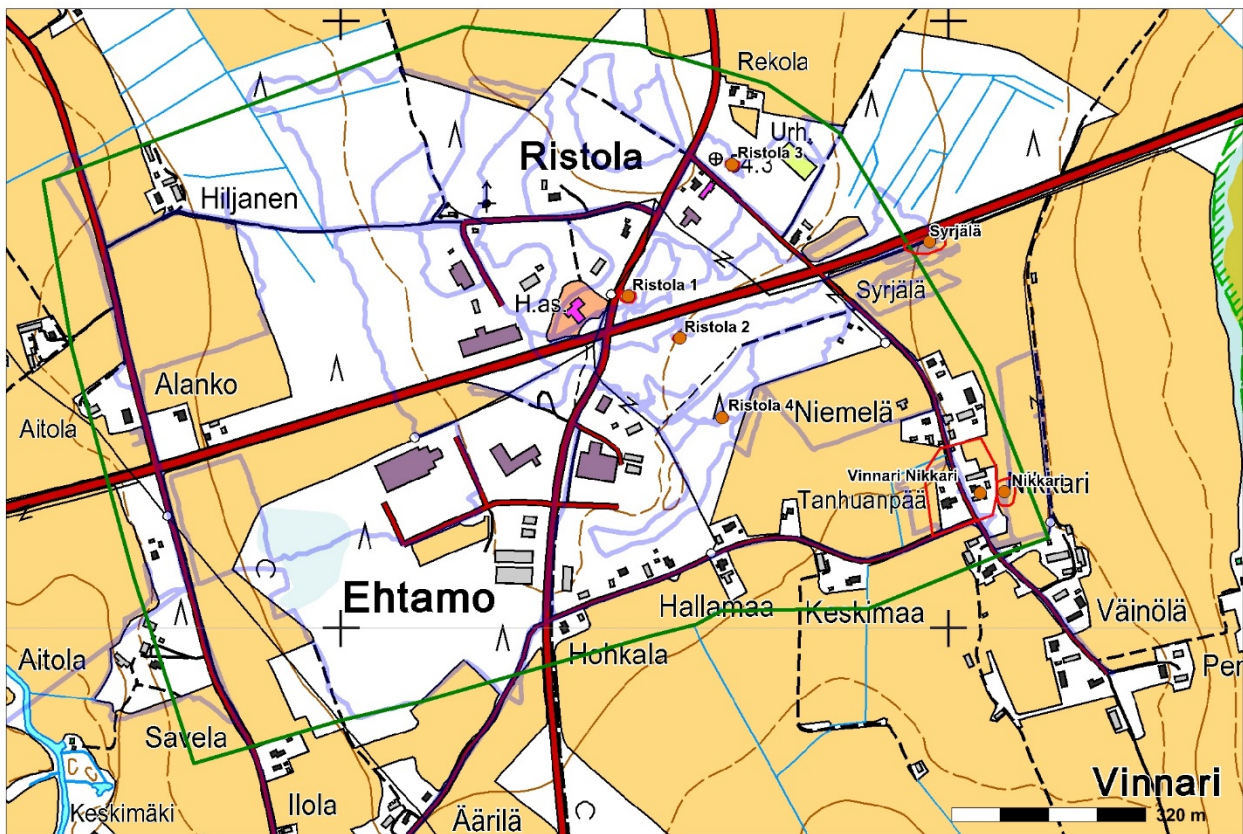 Rekola
Urh.
Ristola
Ristola 3
4.3
Hiljanen
Syrjälä
Ristola 1
H.as.
Syrjälä
Ristola 2
Alanko
Niemelä
Ristola 4
Aitola
Vinnari Nikkari
Nikkari
Tanhuanpää
Ehtamo
Hallamaa
Keskimaa
Väinölä
Hohkala
Aitola
Per
Savela
Vinnari
Ilola
Keskimäki
Äärilä
320 m